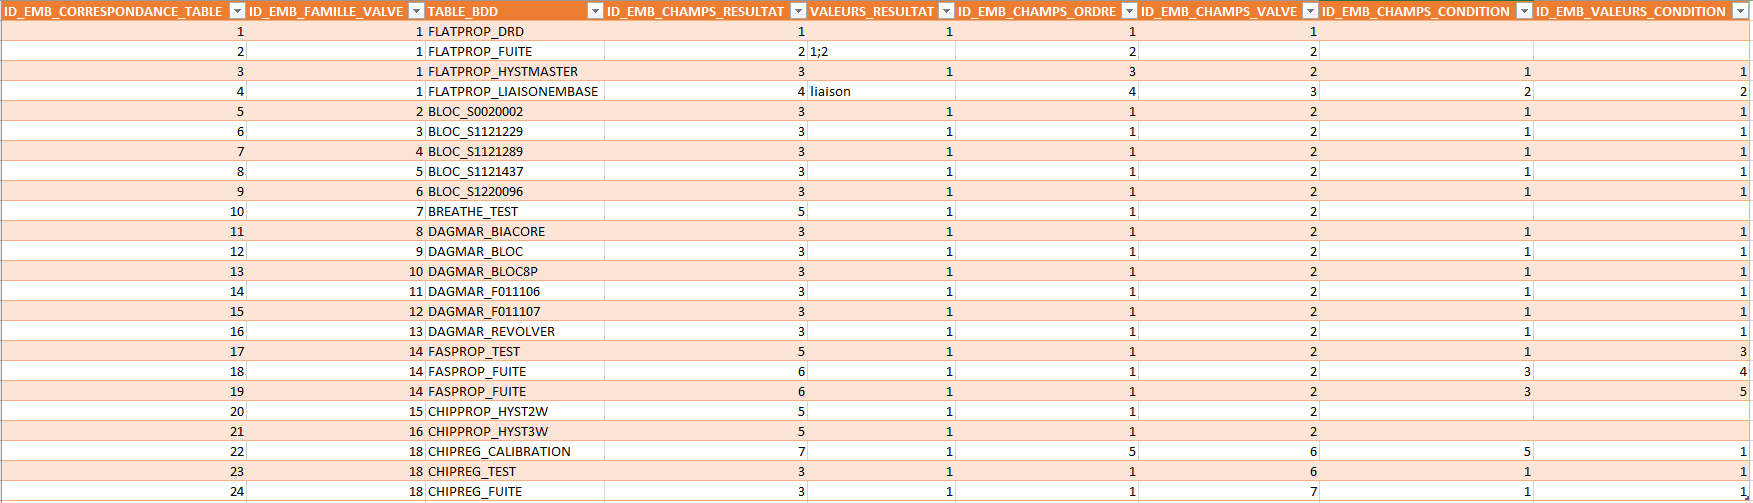 ID_EMB_CORRESPONDANCE_TABLE ID_EMB_FAMILLE_VALVE TABLE_BDD ID_EMB_CHAMPS_RESULTAT VALEURS_RESULTAT ID_EMB_CHAMPS_ORDRE ID_EMB_CHAMPS_VALVE ID_EMB_CHAMPS_CONDITION ID_EMB_VALEURS_CONDITION
1 1 FLATPROP_DRD 1 1 1 1
2 1 FLATPROP_FUITE 2 1;2 2 2
3 1 FLATPROP_HYSTMASTER 3 1 3 2 1 1
4 1 FLATPROP_LIAISONEMBASE 4 liaison 4 3 2 2
5 2 BLOC_S0020002 3 1 1 2 1 1
6 3 BLOC_S1121229 3 1 1 2 1 1
7 4 BLOC_S1121289 3 1 1 2 1 1
8 5 BLOC_S1121437 3 1 1 2 1 1
9 6 BLOC_S1220096 3 1 1 2 1 1
10 7 BREATHE_TEST 5 1 1 2
11 8 DAGMAR_BIACORE 3 1 1 2 1 1
12 9 DAGMAR_BLOC 3 1 1 2 1 1
13 10 DAGMAR_BLOC8P 3 1 1 2 1 1
14 11 DAGMAR_F011106 3 1 1 2 1 1
15 12 DAGMAR_F011107 3 1 1 2 1 1
16 13 DAGMAR_REVOLVER 3 1 1 2 1 1
17 14 FASPROP_TEST 5 1 1 2 1 3
18 14 FASPROP_FUITE 6 1 1 2 3 4
19 14 FASPROP_FUITE 6 1 1 2 3 5
20 15 CHIPPROP_HYST2W 5 1 1 2
21 16 CHIPPROP_HYST3W 5 1 1 2
22 18 CHIPREG_CALIBRATION 7 1 5 6 5 1
23 18 CHIPREG_TEST 3 1 1 6 1 1
24 18 CHIPREG_FUITE 3 1 1 7 1 1